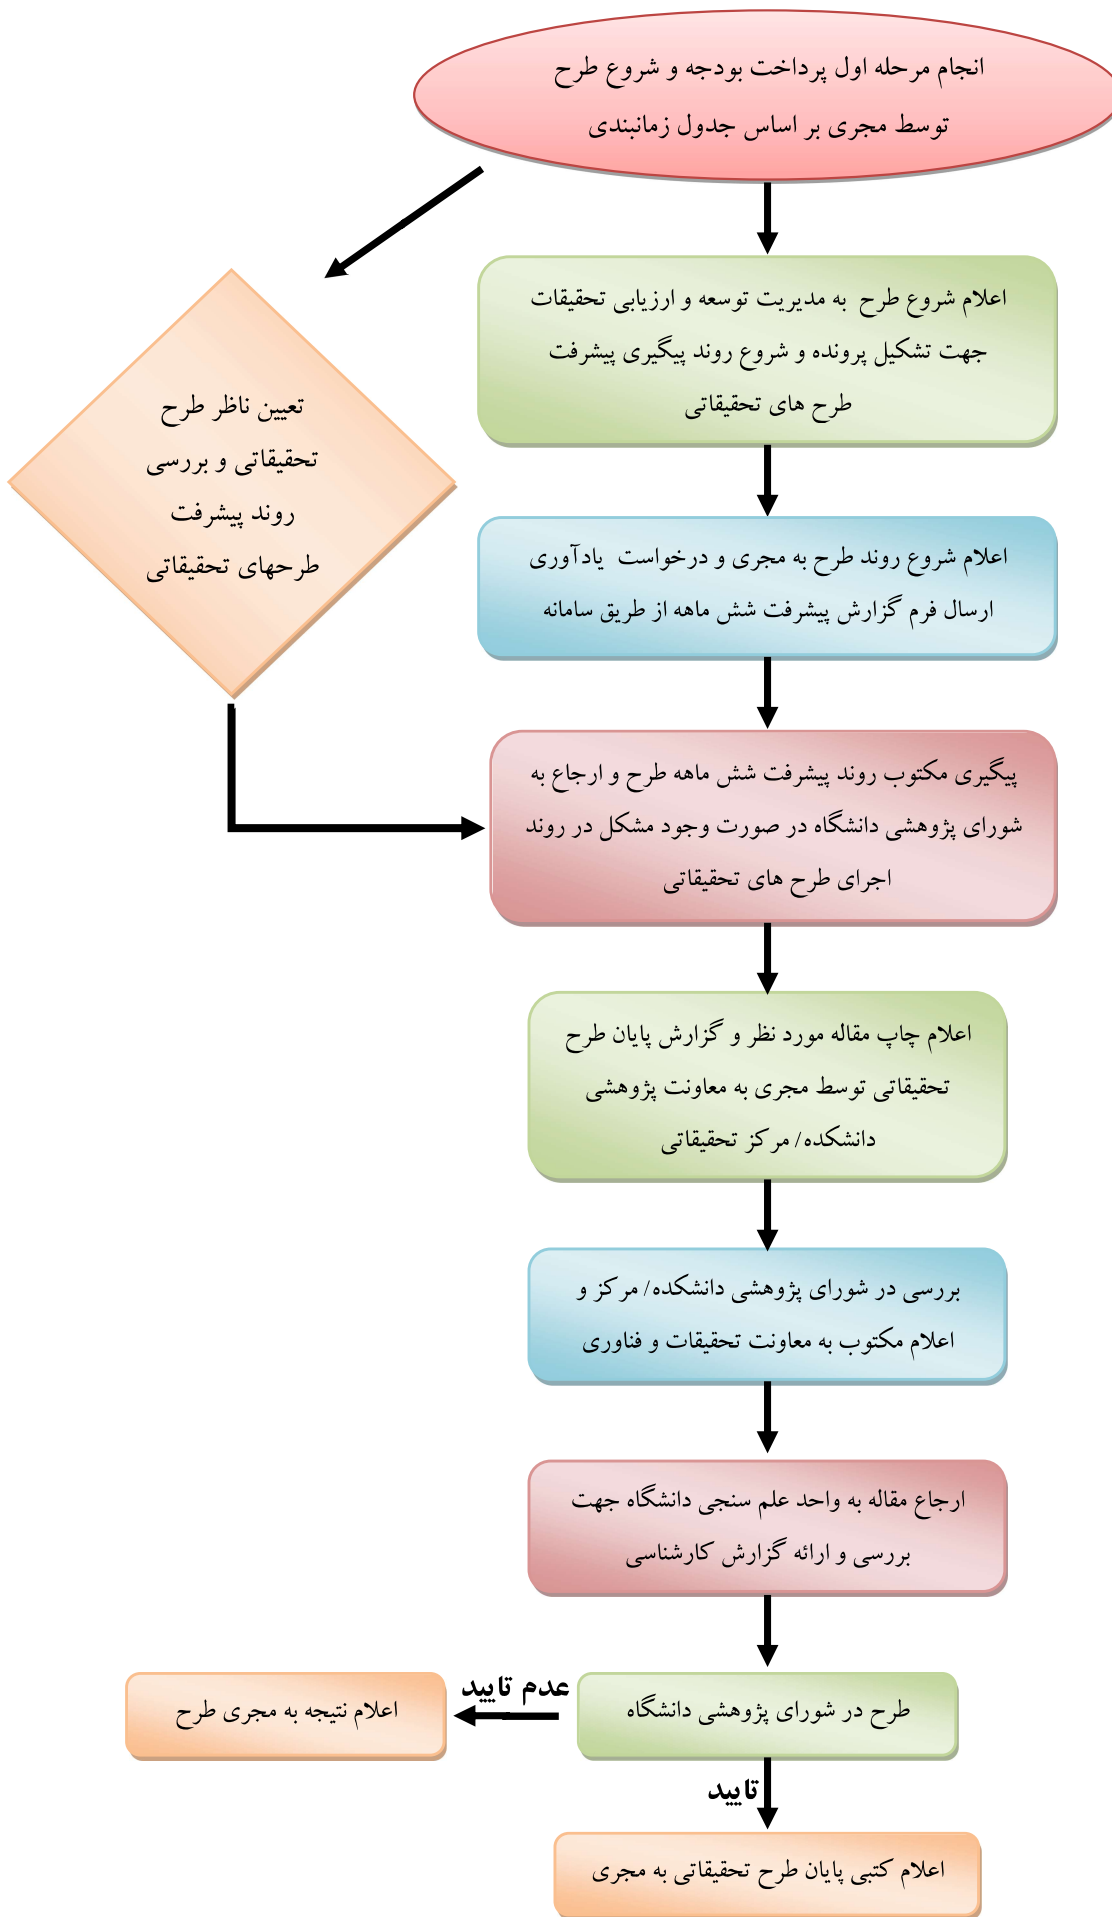 انجام مرحله اول پرداخت بودجه و شروع طرح
توسط مجری بر اساس جدول زمانبندی
اعلام شروع طرح به مدیریت توسعه و ارزیابی تحقیقات
جهت تشکیل پرونده و شروع روند پیگیری پیشرفت
طرح های تحقیقاتی
تعیین ناظر طرح
تحقیقاتی و بررسی
روند پیشرفت
طرحهای تحقیقاتی
اعلام شروع روند طرح به مجری و درخواست یادآوری
ارسال فرم گزارش پیشرفت شش ماهه از طریق سامانه
پیگیری مکتوب روند پیشرفت شش ماهه طرح و ارجاع به
شورای پژوهشی دانشگاه در صورت وجود مشکل در روند
اجرای طرح های تحقیقاتی
اعلام چاپ مقاله مورد نظر و گزارش پایان طرح
تحقیقاتی توسط مجری به معاونت پژوهشی
دانشکده/ مرکز تحقیقاتی
بررسی در شورای پژوهشی دانشکده/ مرکز و
اعلام مکتوب به معاونت تحقیقات و فناوری
ارجاع مقاله به واحد علم سنجی دانشگاه جهت
بررسی و ارائه گزارش کارشناسی
طرح در شورای پژوهشی دانشگاه
عدم تایید
اعلام نتیجه به مجری طرح
تایید
اعلام کتبی پایان طرح تحقیقاتی به مجری